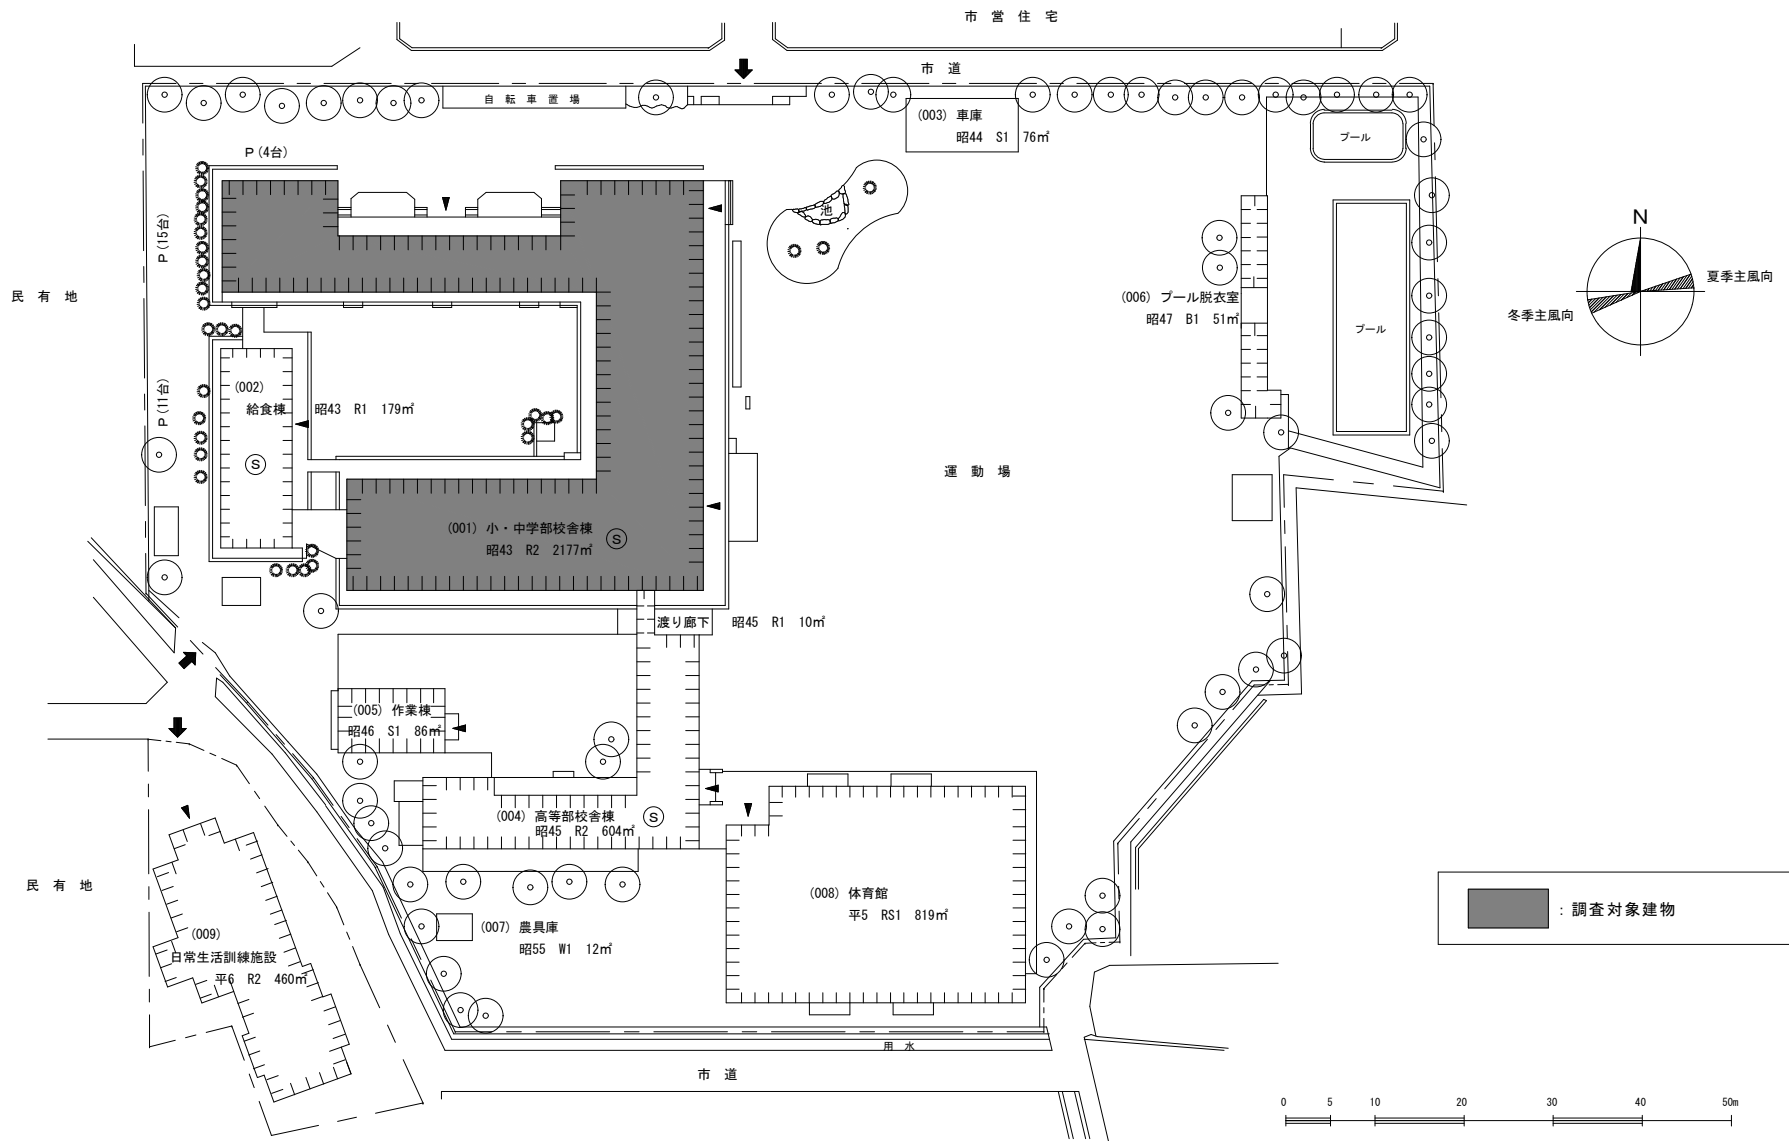 市営住宅
市道
自転車置場
(003) 車庫
昭44 S1 76㎡
プール
P(4台)
池
P(15台)
N
夏季主風向
冬季主風向
民有地
(006) プール脱衣室
昭47 B1 51㎡
プール
P(11台)
(002)
給食棟 昭43 R1 179㎡
S
運動場
(001) 小・中学部校舎棟
昭43 R2 2177㎡
S
渡り廊下 昭45 R1 10㎡
(005) 作業棟
昭46 S1 86㎡
(004) 高等部校舎棟
昭45 R2 604㎡
S
民有地
(008) 体育館
平5 RS1 819㎡
:調査対象建物
(007) 農具庫
昭55 W1 12㎡
(009)
日常生活訓練施設
平6 R2 460㎡
用水
市道
0 5 10 20 30 40 50m